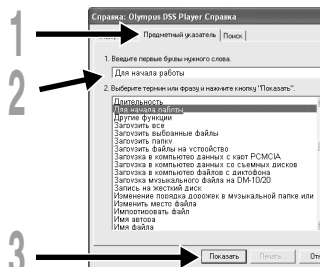 Справка: Olympus DSS Player Справка
Предметный указатель
Поиск
1. Введите первые буквы нужного слова.
Для начала работы
2. Выберите термин или фразу и нажмите кнопку "Показать".
Длительность
Для начала работы
Другие функции
Загрузить все
Загрузить выбранные файлы
Загрузить папку
Загрузить файлы на устройство
Загрузка в компьютер данных с карт PCMCIA
Загрузка в компьютер данных со съемных дисков
Загрузка в компьютер файлов с диктофона
Загрузка музыкального файла на DM-10/20
Запись на жесткий диск
Изменение порядка дорожек в музыкальной папке или
Изменить место файла
Импортировать файл
Имя автора
Имя файла
Показать
Печать...
1
2
3